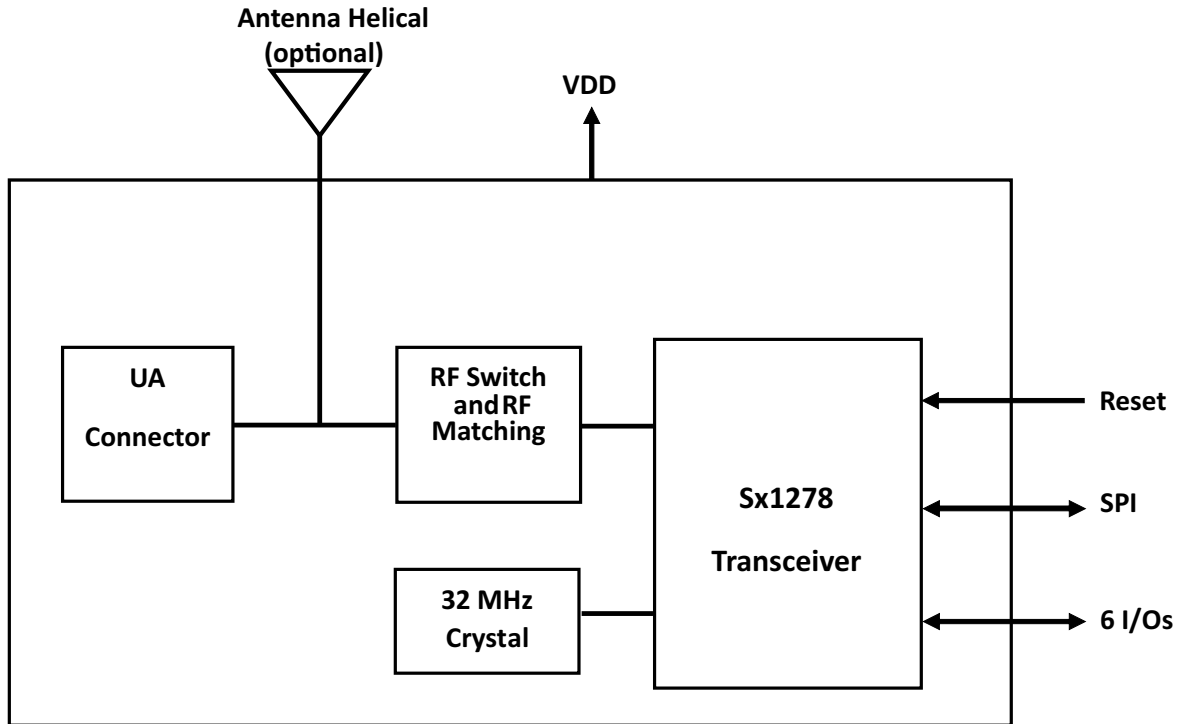 Antenna Helical
(optional)
VDD
UA
Connector
RF Switch
and RF
Matching
Sx1278
Transceiver
32 MHz
Crystal
Reset
SPI
6 I/Os